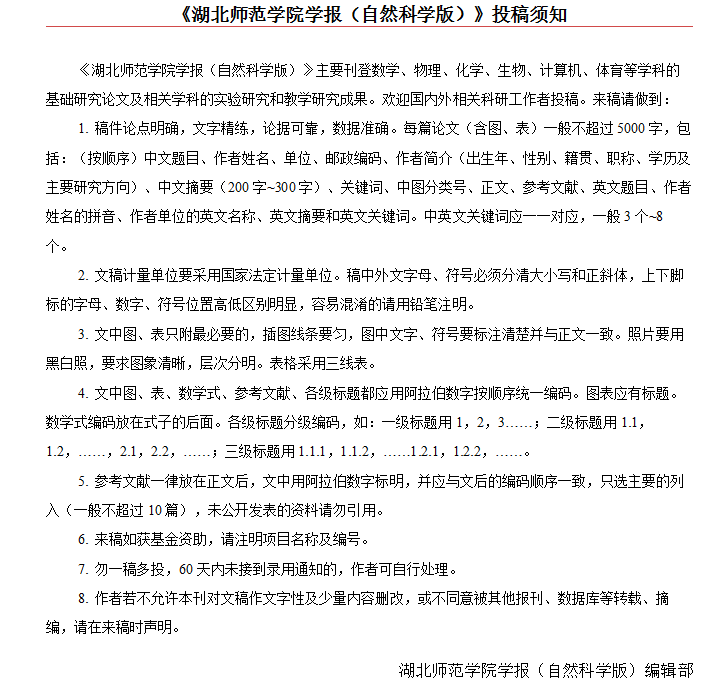 《湖北师范学院学报（自然科学版）》投稿须知
《湖北师范学院学报（自然科学版）》主要刊登数学、物理、化学、生物、计算机、体育等学科的
基础研究论文及相关学科的实验研究和教学研究成果。欢迎国内外相关科研工作者投稿。来稿请做到：
1. 稿件论点明确，文字精练，论据可靠，数据准确。每篇论文（含图、表）一般不超过 5000 字，包
括：（按顺序）中文题目、作者姓名、单位、邮政编码、作者简介（出生年、性别、籍贯、职称、学历及
主要研究方向）、中文摘要（200 字~300 字）、关键词、中图分类号、正文、参考文献、英文题目、作者
姓名的拼音、作者单位的英文名称、英文摘要和英文关键词。中英文关键词应一一对应，一般 3 个~8
个。
2. 文稿计量单位要采用国家法定计量单位。稿中外文字母、符号必须分清大小写和正斜体，上下脚
标的字母、数字、符号位置高低区别明显，容易混淆的请用铅笔注明。
3. 文中图、表只附最必要的，插图线条要匀，图中文字、符号要标注清楚并与正文一致。照片要用
黑白照，要求图象清晰，层次分明。表格采用三线表。
4. 文中图、表、数学式、参考文献、各级标题都应用阿拉伯数字按顺序统一编码。图表应有标题。
数学式编码放在式子的后面。各级标题分级编码，如：一级标题用 1，2，3……；二级标题用 1.1，
1.2，……，2.1，2.2，……；三级标题用 1.1.1，1.1.2，……1.2.1，1.2.2，……。
5. 参考文献一律放在正文后，文中用阿拉伯数字标明，并应与文后的编码顺序一致，只选主要的列
入（一般不超过 10 篇），未公开发表的资料请勿引用。
6. 来稿如获基金资助，请注明项目名称及编号。
7. 勿一稿多投，60 天内未接到录用通知的，作者可自行处理。
8. 作者若不允许本刊对文稿作文字性及少量内容删改，或不同意被其他报刊、数据库等转载、摘
编，请在来稿时声明。
湖北师范学院学报（自然科学版）编辑部